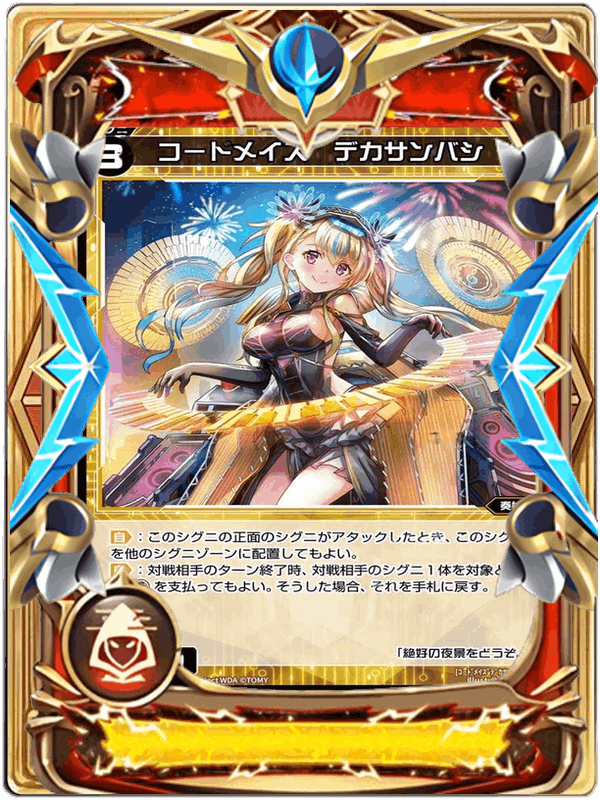 3
コードメイズ デカサンバシ
奏
自：このシグニの正面のシグニがアタックしたとき、このシグ
を他のシグニゾーンに配置してもよい。
：対戦相手のターン終了時、対戦相手のシグニ１体を対象と
を支払ってもよい。そうした場合、それを手札に戻す。
「絶好の夜景をどうぞ。
ject WDA ©TOMY